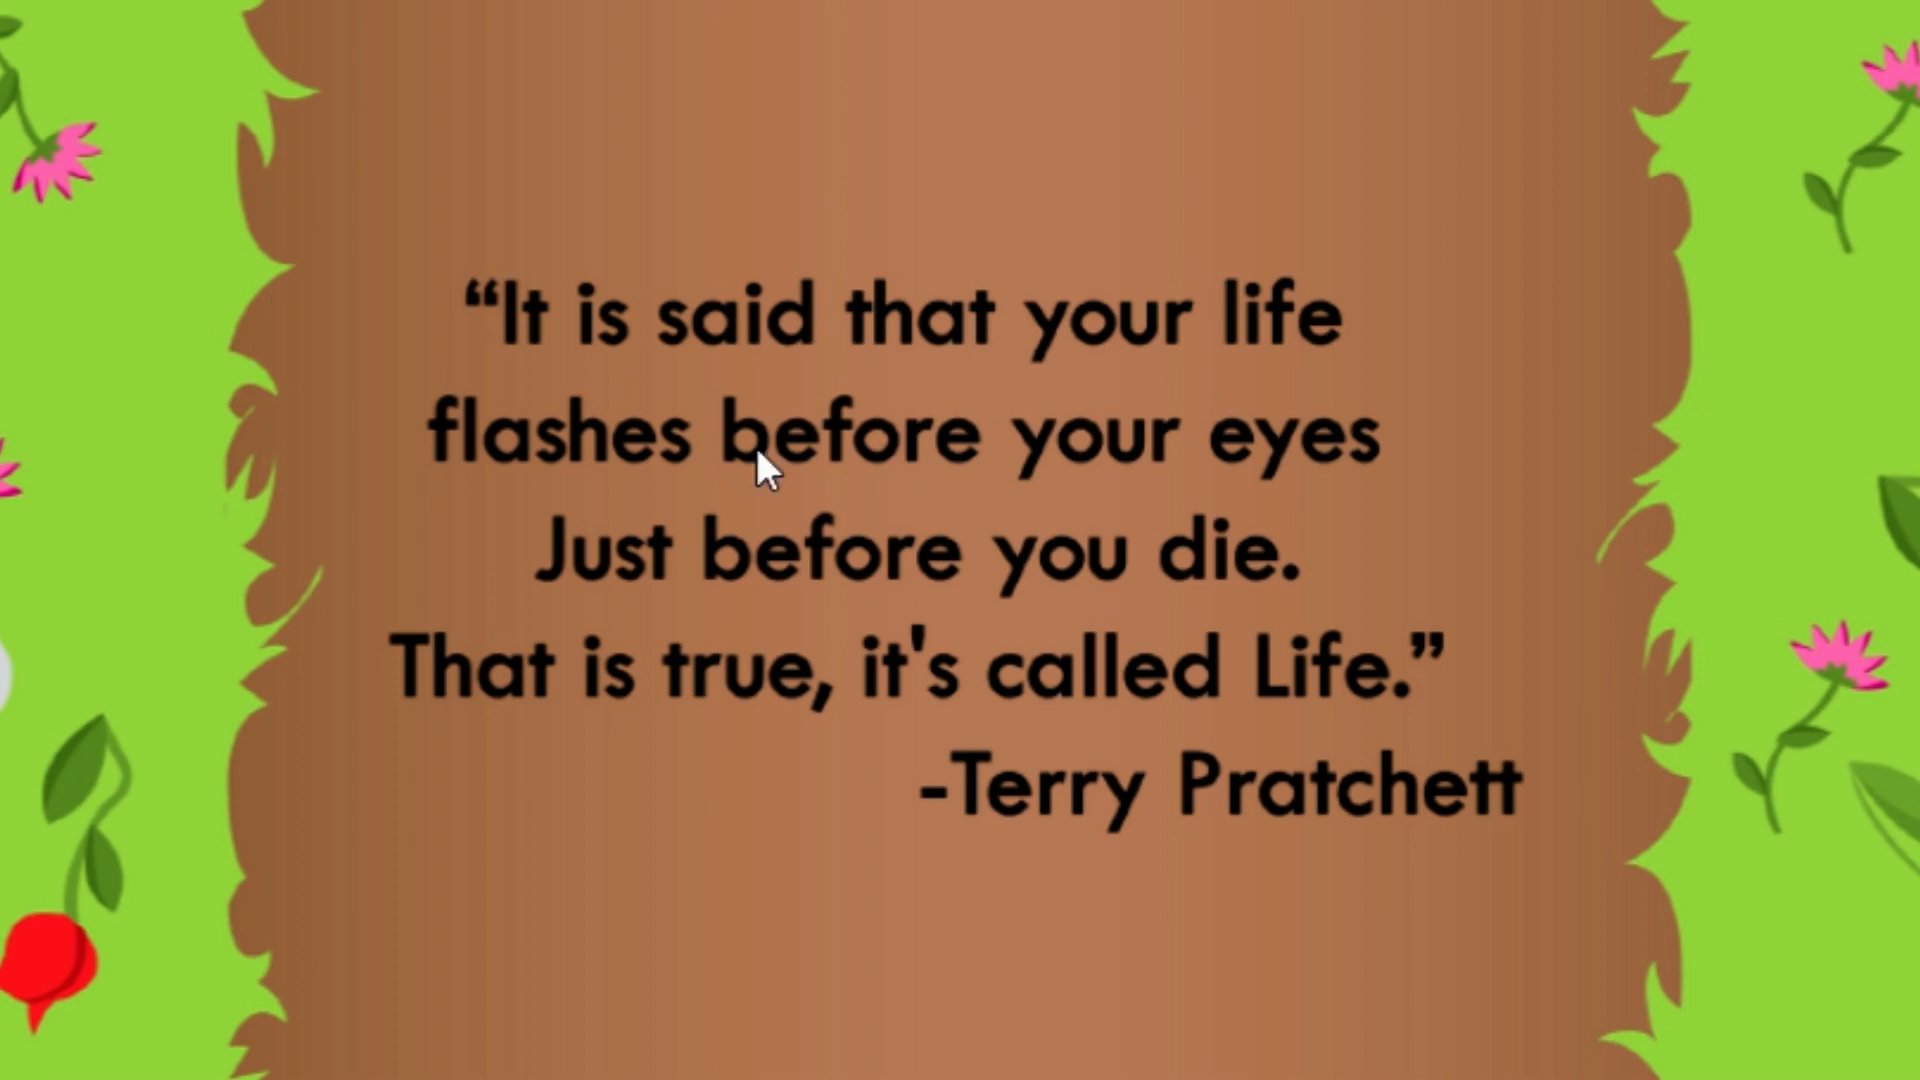 “It is said that your life
flashes before your eyes
Just before you die.
That is true, it's called Life.”
-Terry Pratchett